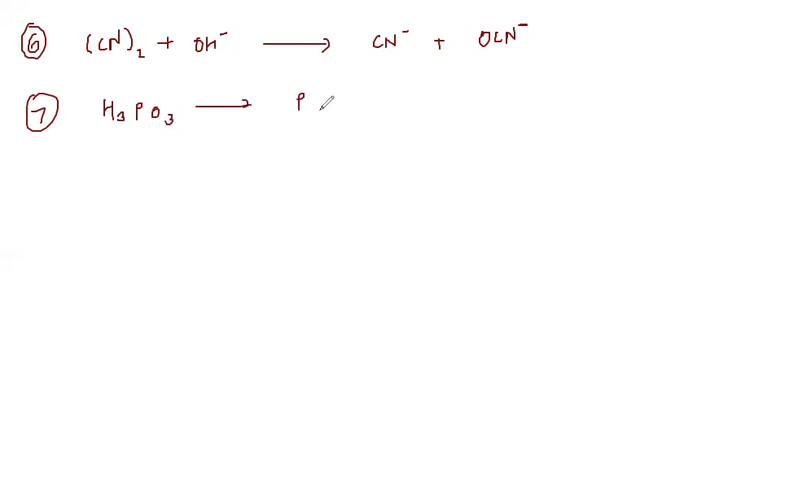 ⑥ (CN)₂ + OH⁻ ⟶ CN⁻ + OCN⁻
⑦ H₃PO₃ ⟶ P